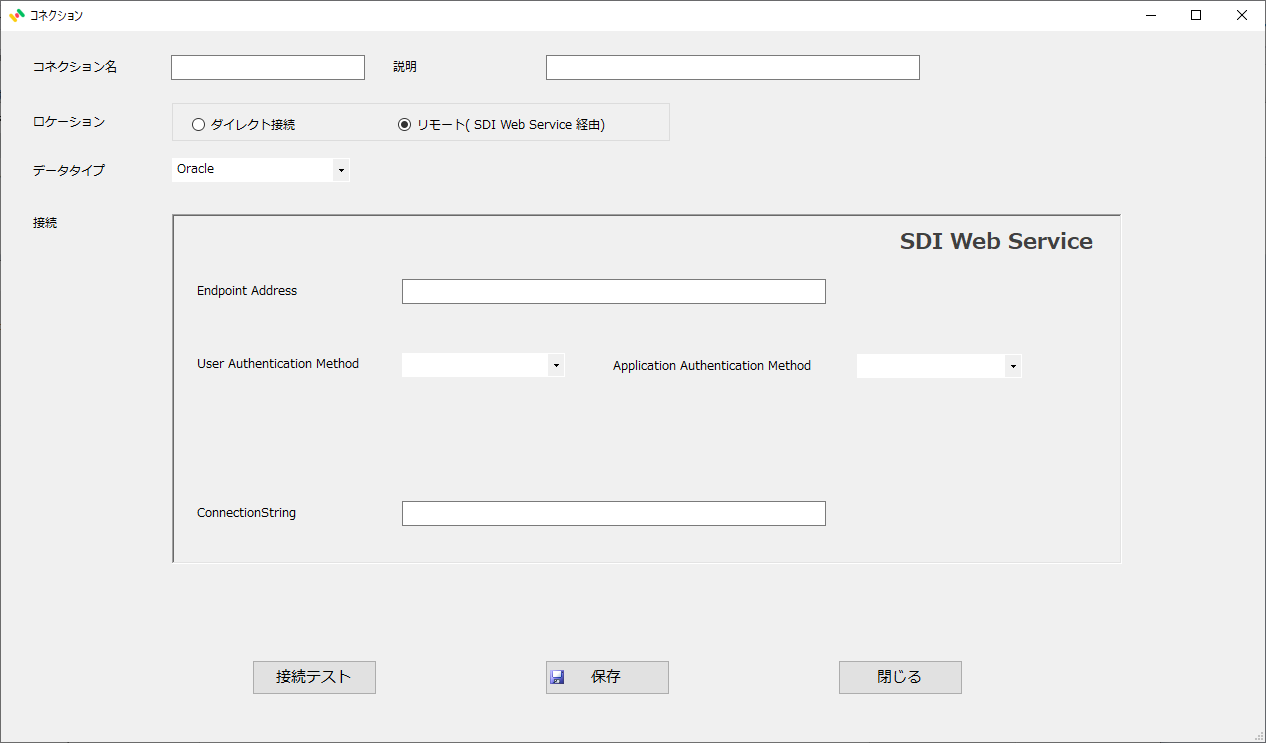 コネクション
コネクション名 説明
ロケーション ダイレクト接続 リモート( SDI Web Service 経由)
データタイプ Oracle
接続
SDI Web Service
Endpoint Address
User Authentication Method Application Authentication Method
ConnectionString
接続テスト 保存 閉じる